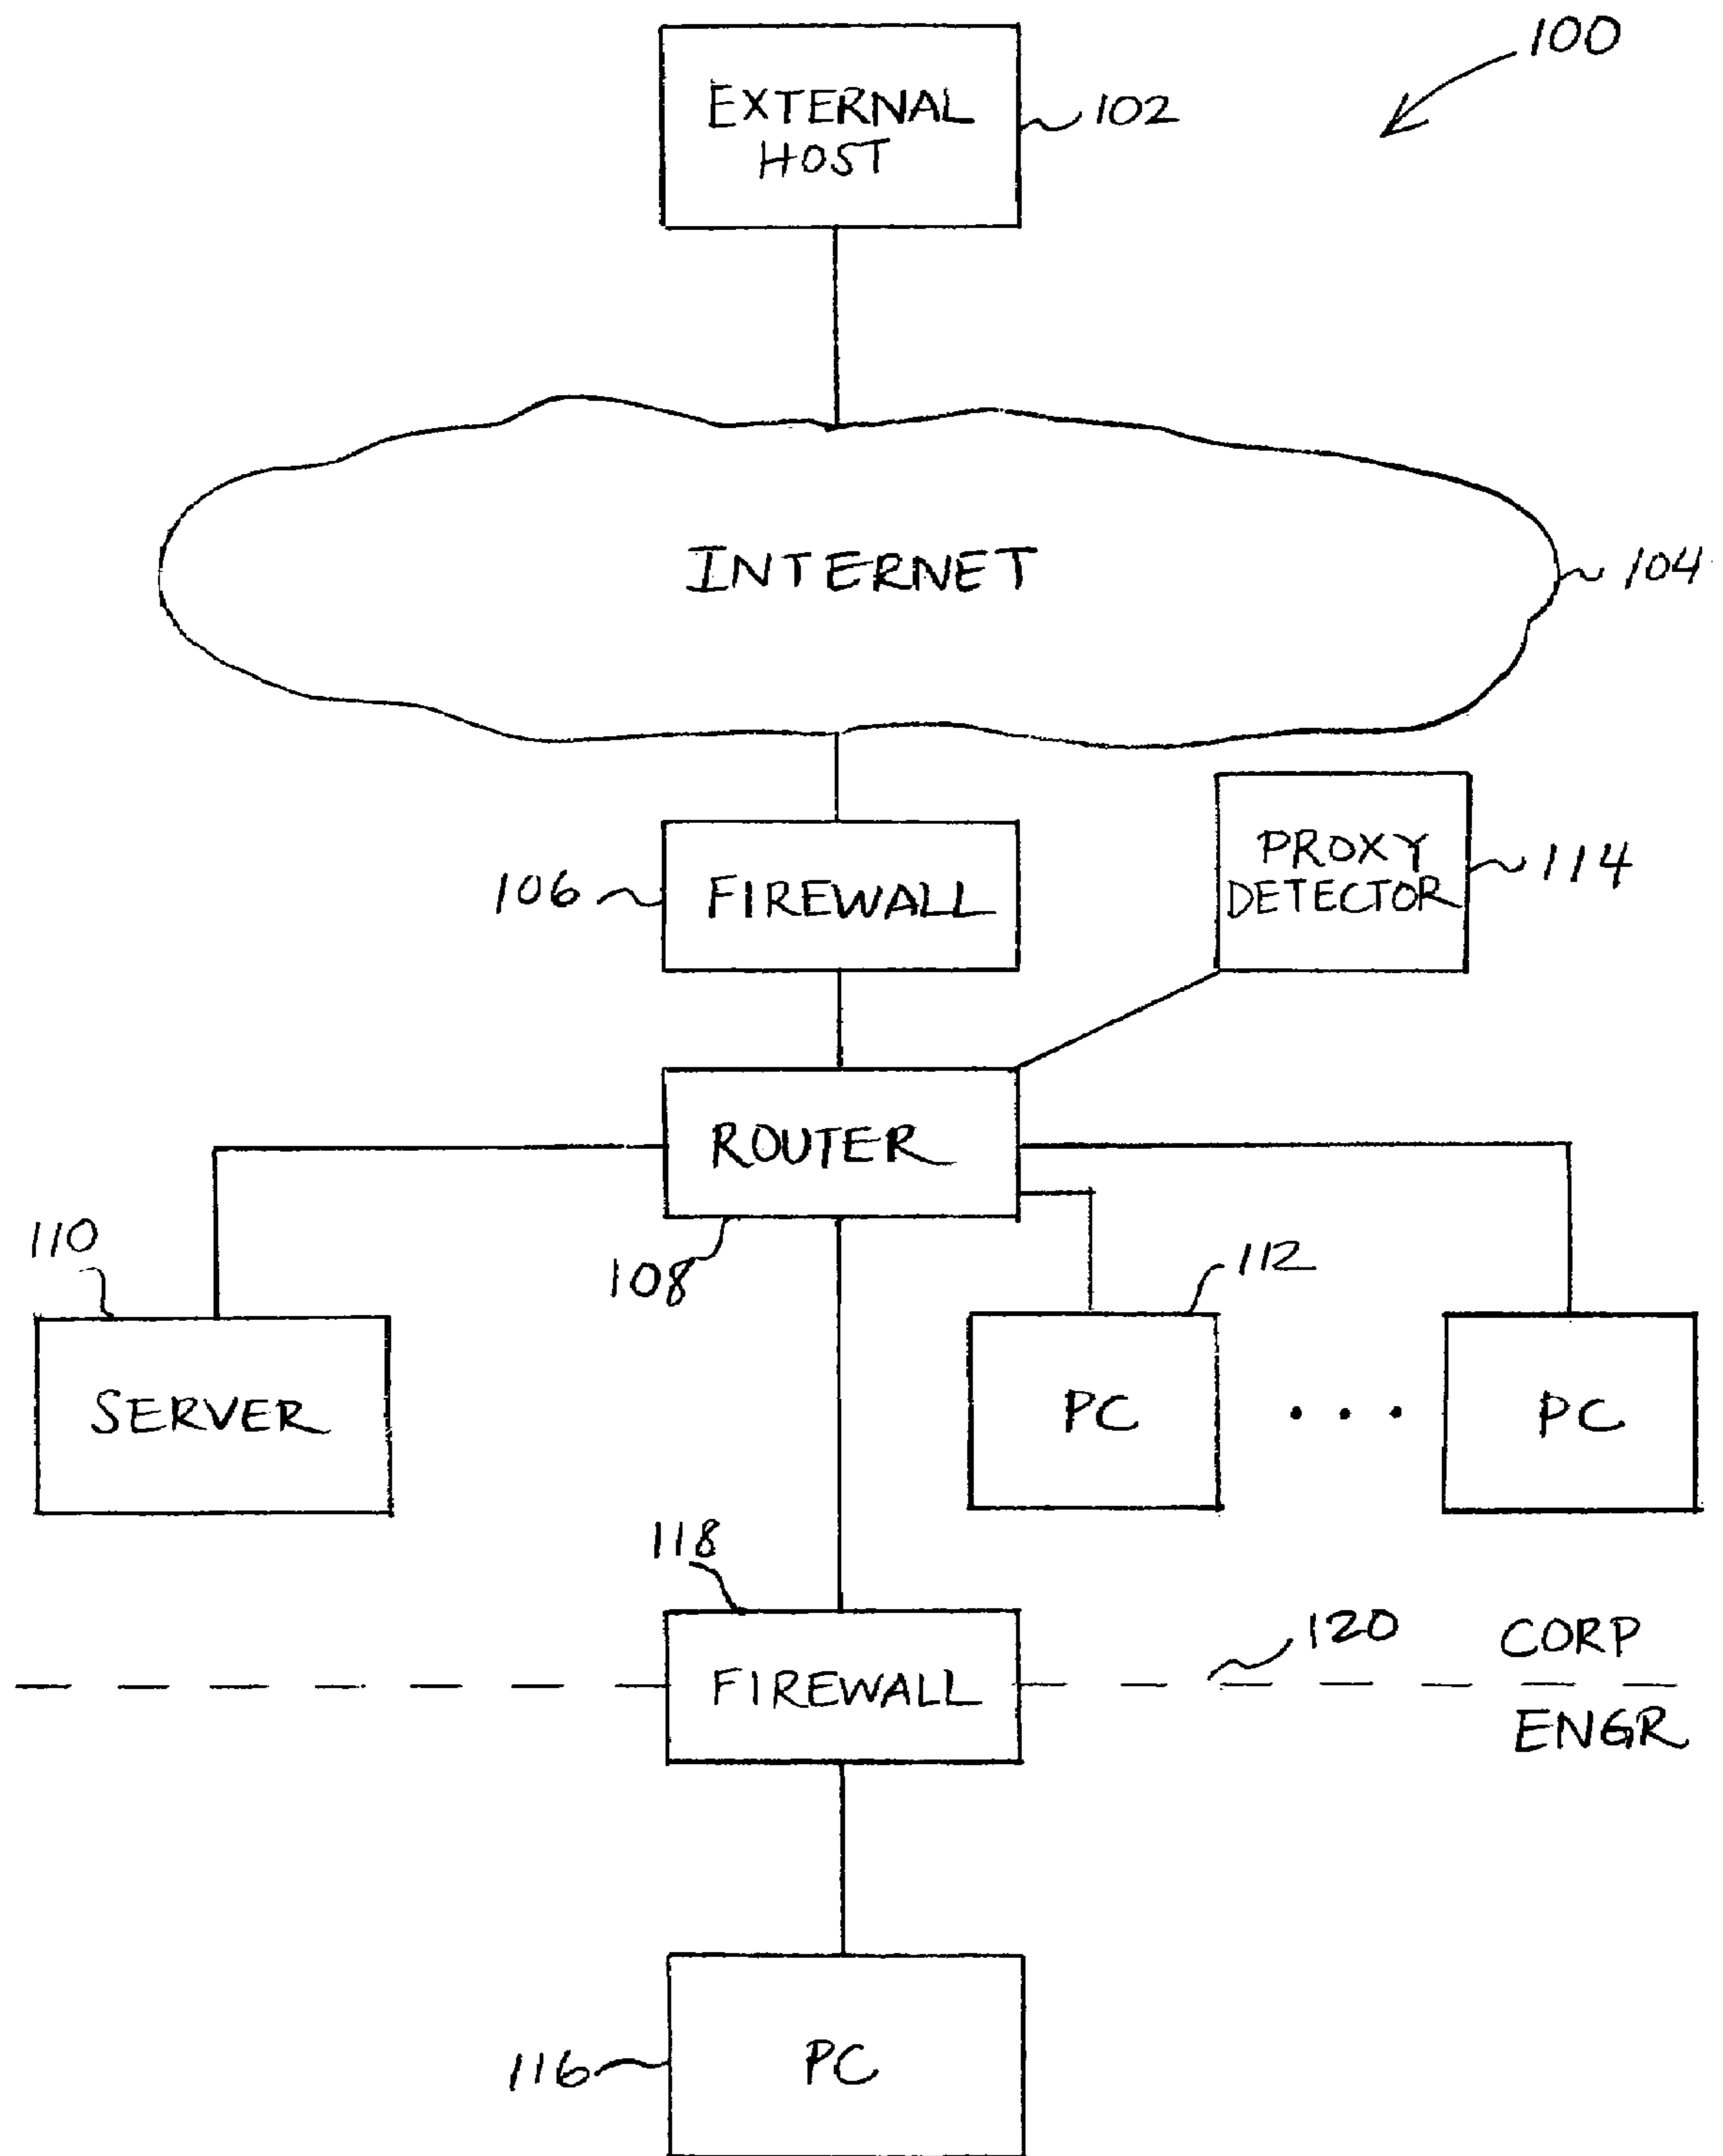 100
EXTERNAL
HOST
102
INTERNET
104
PROXY
DETECTOR
114
106
FIREWALL
ROUTER
108
110
SERVER
112
PC
. . .
PC
118
FIREWALL
120
CORP
ENGR
116
PC